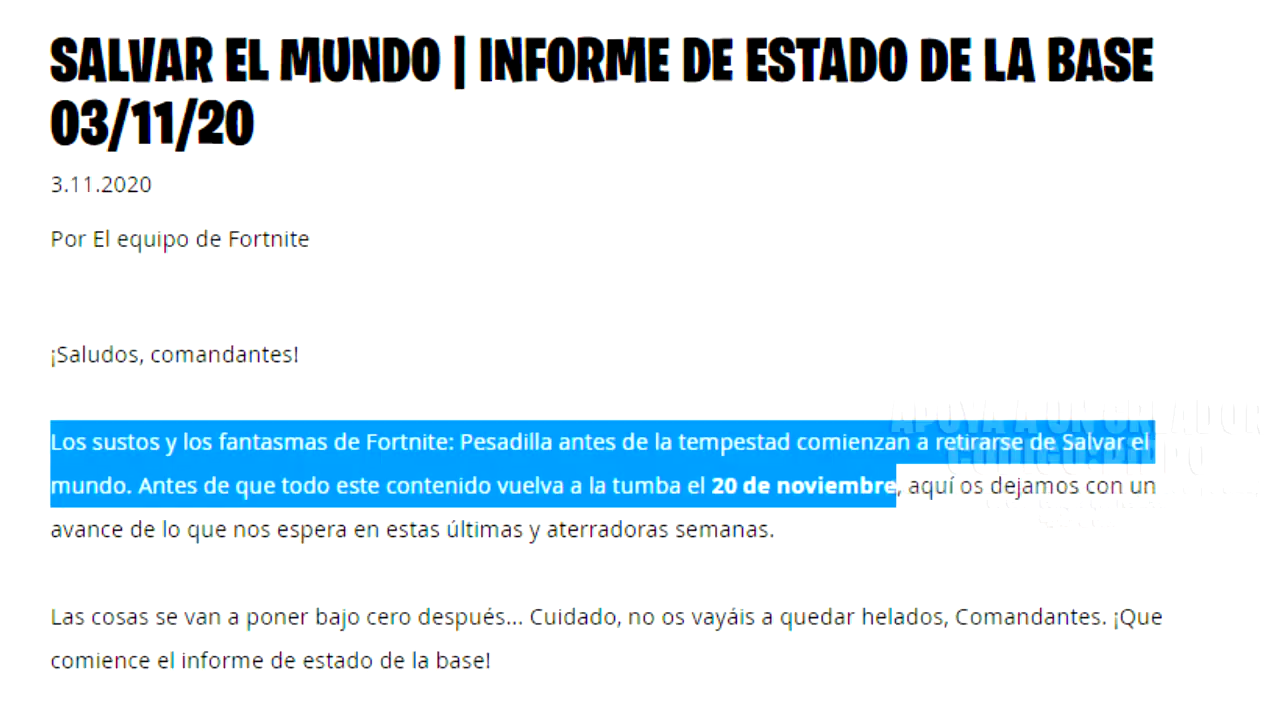 SALVAR EL MUNDO | INFORME DE ESTADO DE LA BASE
03/11/20
3.11.2020
Por El equipo de Fortnite
¡Saludos, comandantes!
Los sustos y los fantasmas de Fortnite: Pesadilla antes de la tempestad comienzan a retirarse de Salvar el
mundo. Antes de que todo este contenido vuelva a la tumba el 20 de noviembre, aquí os dejamos con un
avance de lo que nos espera en estas últimas y aterradoras semanas.
Las cosas se van a poner bajo cero después... Cuidado, no os vayáis a quedar helados, Comandantes. ¡Que
comience el informe de estado de la base!
APOYA A UN CREADOR